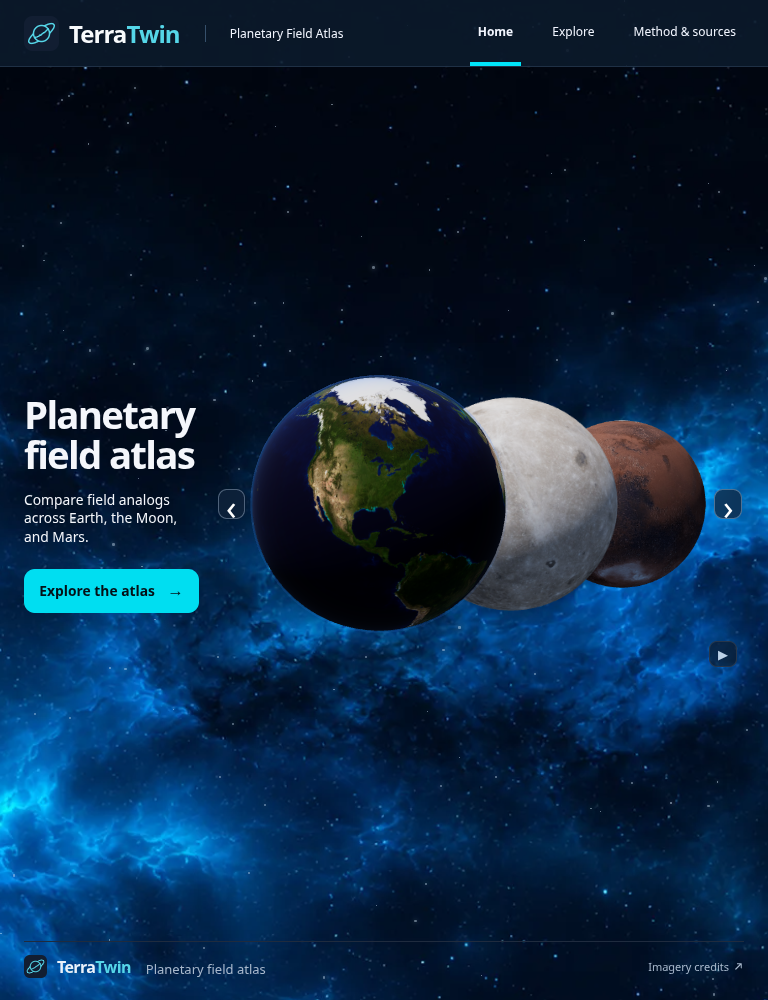 TerraTwin
Planetary Field Atlas
Home
Explore
Method & sources
Planetary
field atlas
Compare field analogs
across Earth, the Moon,
and Mars.
Explore the atlas →
TerraTwin
Planetary field atlas
Imagery credits ↗